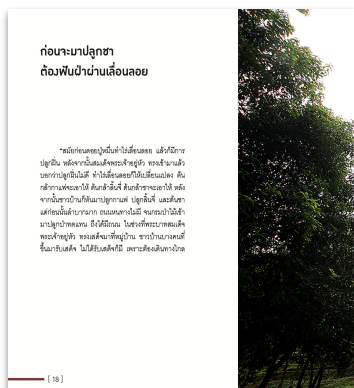 ก่อนจะมาปลูกชา
ต้องฟันฝ่าผ่านเลื่อนลอย
"สมัยก่อนดอยปู่หมื่นทำไร่เลื่อนลอย แล้วก็มีการ
ปลูกฝิ่น หลังจากนั้นสมเด็จพระเจ้าอยู่หัว ทรงเข้ามาแล้ว
บอกว่าปลูกฝิ่นไม่ดี ทำไร่เลื่อนลอยก็ให้เปลี่ยนแปลง ต้น
กล้ากาแฟจะเอาให้ ต้นกล้าลิ้นจี่ ต้นกล้าชาจะเอาให้ หลัง
จากนั้นชาวบ้านก็หันมาปลูกกาแฟ ปลูกลิ้นจี่ และต้นชา
แต่ก่อนนั้นลำบากมาก ถนนหนทางไม่มี จนกรมป่าไม้เข้า
มาปลูกป่าทดแทน ถึงได้มีถนน ในช่วงที่พระบาทสมเด็จ
พระเจ้าอยู่หัว ทรงเสด็จมาที่หมู่บ้าน ชาวบ้านบางคนที่
ขึ้นมารับเสด็จ ไม่ได้รับเสด็จก็มี เพราะต้องเดินทางไกล
[ 18 ]